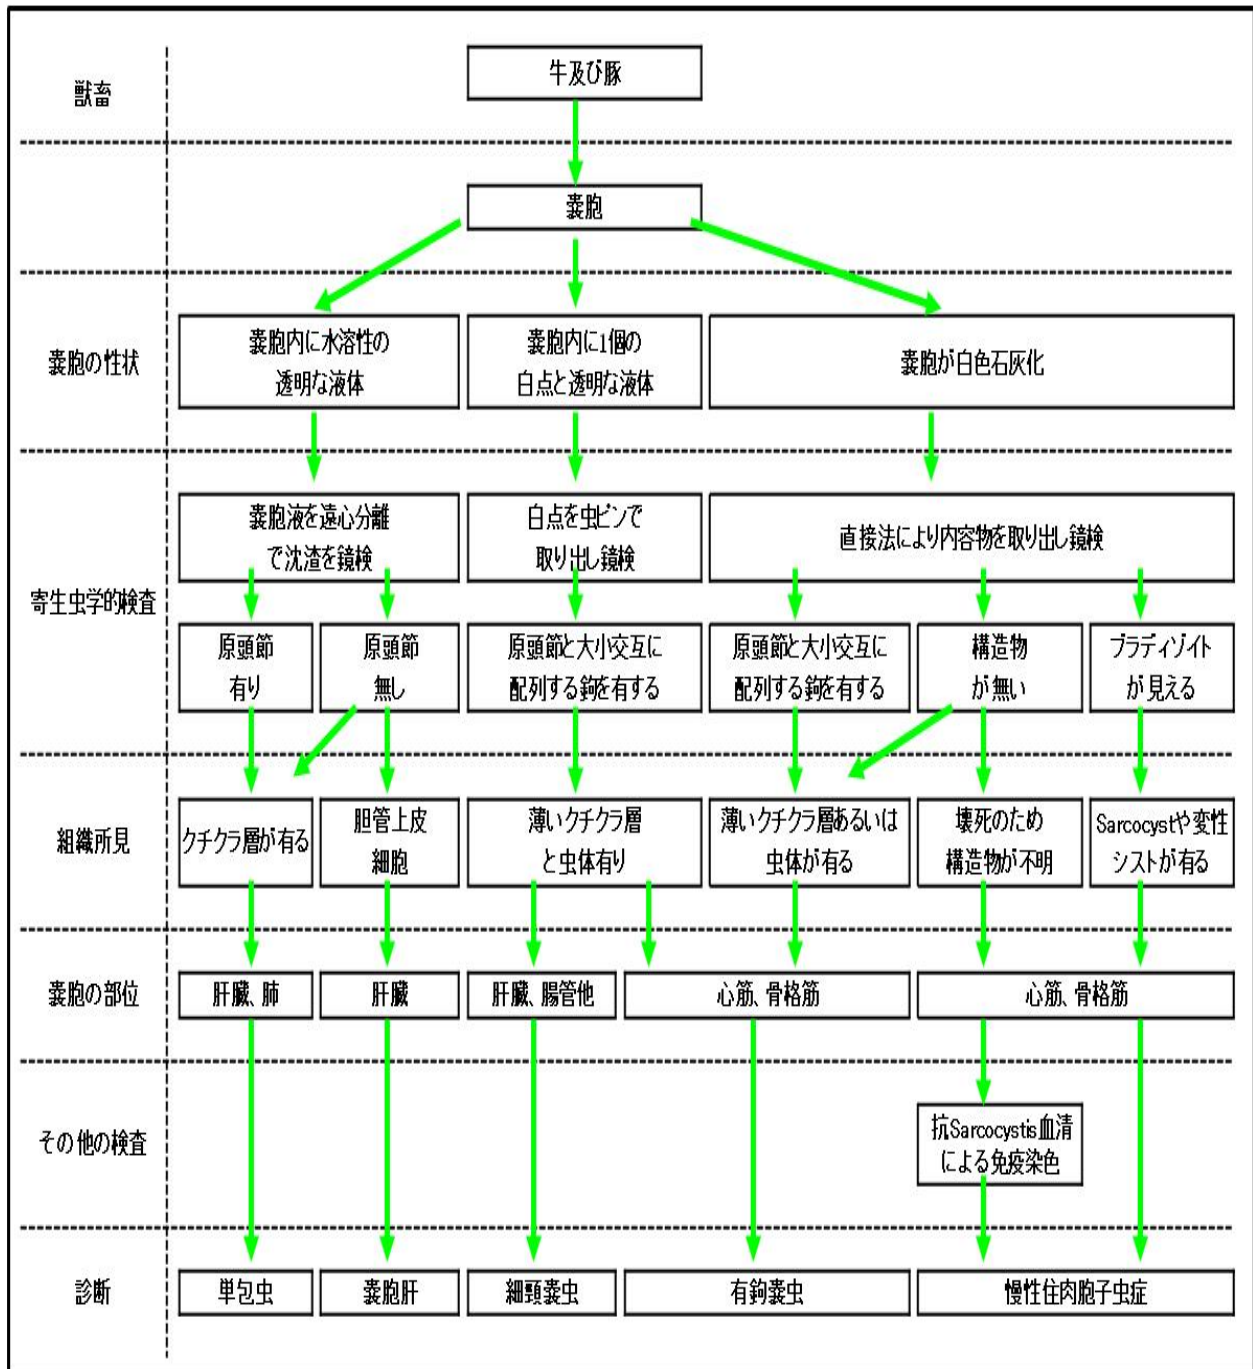 獣畜
牛及び豚
嚢胞
嚢胞の性状
嚢胞内に水溶性の
透明な液体
嚢胞内に1個の
白点と透明な液体
嚢胞が白色石灰化
寄生虫学的検査
嚢胞液を遠心分離
で沈渣を鏡検
白点を虫ピンで
取り出し鏡検
直接法により内容物を取り出し鏡検
原頭節
有り
原頭節
無し
原頭節と大小交互に
配列する鉤を有する
原頭節と大小交互に
配列する鉤を有する
構造物
が無い
ブラディゾイト
が見える
組織所見
クチクラ層が有る
胆管上皮
細胞
薄いクチクラ層
と虫体有り
薄いクチクラ層あるいは
虫体が有る
壊死のため
構造物が不明
Sarcocystや変性
シストが有る
嚢胞の部位
肝臓、肺
肝臓
肝臓、腸管他
心筋、骨格筋
心筋、骨格筋
その他の検査
抗Sarcocystis血清
による免疫染色
診断
単包虫
嚢胞肝
細頸嚢虫
有鉤嚢虫
慢性住肉胞子虫症